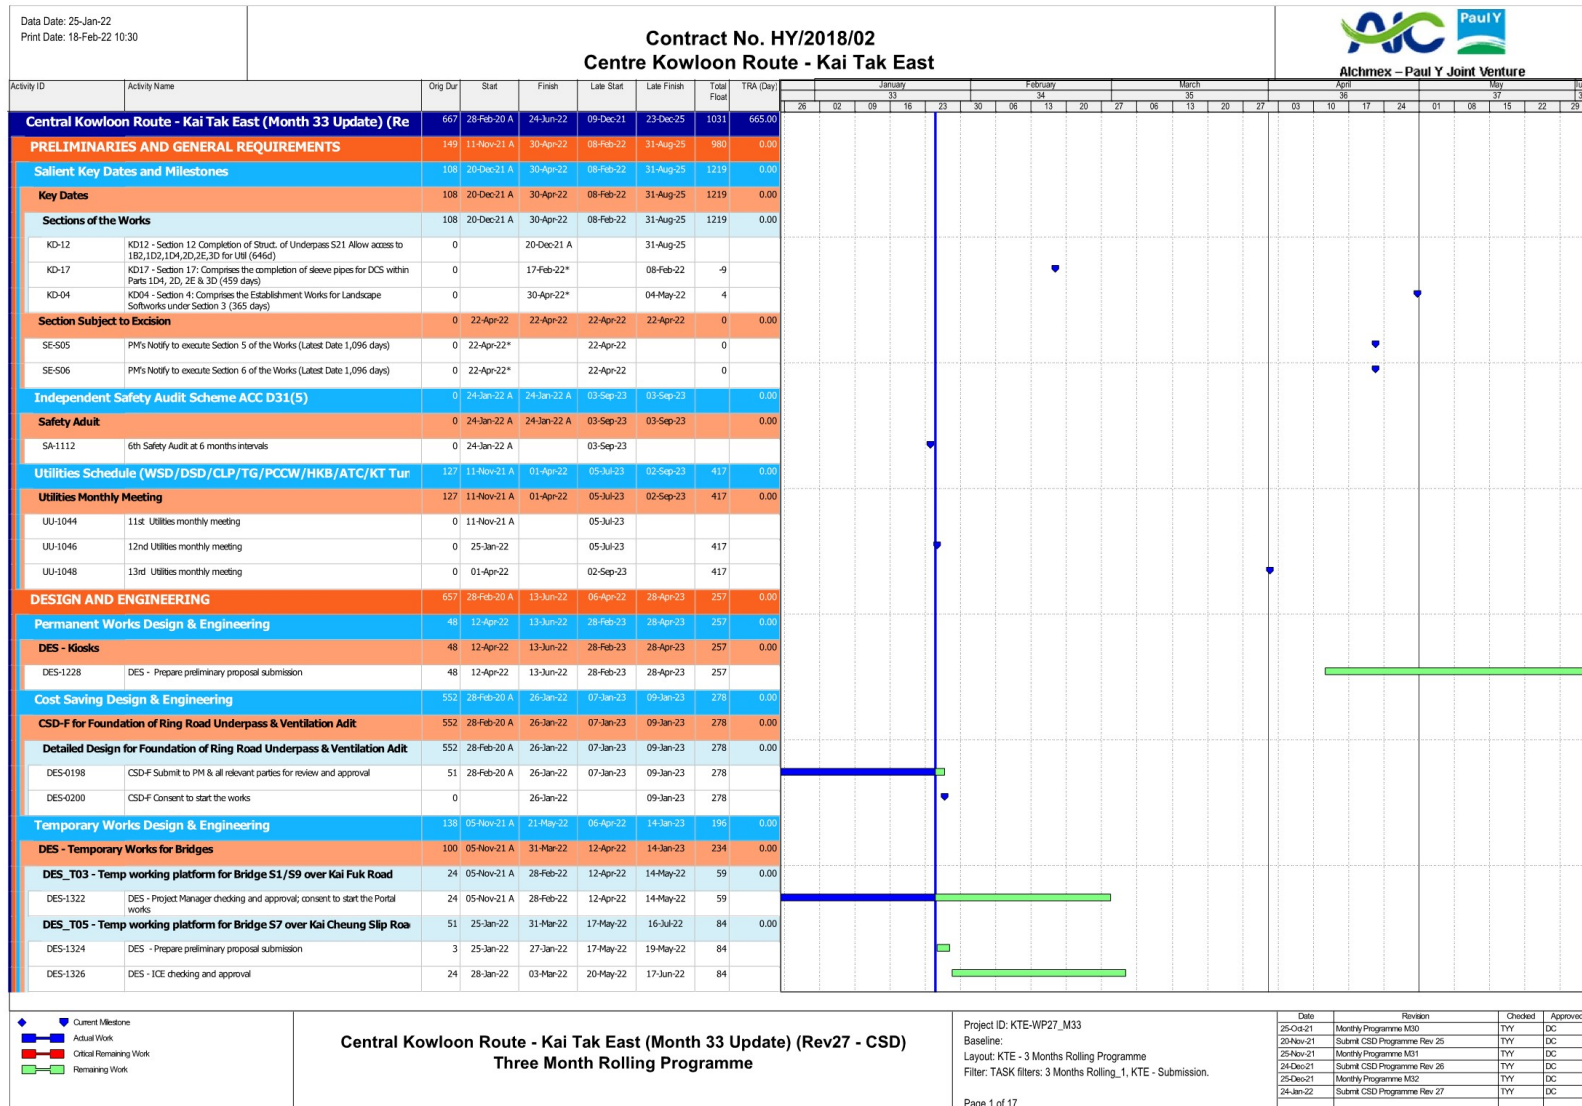 Data Date: 25-Jan-22
Print Date: 18-Feb-22 10:30
Contract No. HY/2018/02
Centre Kowloon Route - Kai Tak East
AJC
Paul Y
Alchmex – Paul Y Joint Venture
Activity ID Activity Name Orig Dur Start Finish Late Start Late Finish Total Float TRA (Day)
January February March April May
33 34 35 36 37
26 02 09 16 23 30 06 13 20 27 06 13 20 27 03 10 17 24 01 08 15 22 29
Central Kowloon Route - Kai Tak East (Month 33 Update) (Re 667 28-Feb-20 A 24-Jun-22 09-Dec-21 23-Dec-25 1031 665.00
PRELIMINARIES AND GENERAL REQUIREMENTS 149 11-Nov-21 A 30-Apr-22 08-Feb-22 31-Aug-25 980 0.00
Salient Key Dates and Milestones 108 20-Dec-21 A 30-Apr-22 08-Feb-22 31-Aug-25 1219 0.00
Key Dates 108 20-Dec-21 A 30-Apr-22 08-Feb-22 31-Aug-25 1219 0.00
Sections of the Works 108 20-Dec-21 A 30-Apr-22 08-Feb-22 31-Aug-25 1219 0.00
KD-12 KD12 - Section 12 Completion of Struct. of Underpass S21 Allow access to 0 20-Dec-21 A 31-Aug-25
1B2,1D2,1D4,2D,2E,3D for Util (646d)
KD-17 KD17 - Section 17: Comprises the completion of sleeve pipes for DCS within 0 17-Feb-22* 08-Feb-22 -9
Parts 1D4, 2D, 2E & 3D (459 days)
KD-04 KD04 - Section 4: Comprises the Establishment Works for Landscape 0 30-Apr-22* 04-May-22 4
Softworks under Section 3 (365 days)
Section Subject to Excision 0 22-Apr-22 22-Apr-22 22-Apr-22 22-Apr-22 0 0.00
SE-S05 PM's Notify to execute Section 5 of the Works (Latest Date 1,096 days) 0 22-Apr-22* 22-Apr-22 0
SE-S06 PM's Notify to execute Section 6 of the Works (Latest Date 1,096 days) 0 22-Apr-22* 22-Apr-22 0
Independent Safety Audit Scheme ACC D31(5) 0 24-Jan-22 A 24-Jan-22 A 03-Sep-23 03-Sep-23 0.00
Safety Aduit 0 24-Jan-22 A 24-Jan-22 A 03-Sep-23 03-Sep-23 0.00
SA-1112 6th Safety Audit at 6 months intervals 0 24-Jan-22 A 03-Sep-23
Utilities Schedule (WSD/DSD/CLP/TG/PCCW/HKB/ATC/KT Tur 127 11-Nov-21 A 01-Apr-22 05-Jul-23 02-Sep-23 417 0.00
Utilities Monthly Meeting 127 11-Nov-21 A 01-Apr-22 05-Jul-23 02-Sep-23 417 0.00
UU-1044 11st Utilities monthly meeting 0 11-Nov-21 A 05-Jul-23
UU-1046 12nd Utilities monthly meeting 0 25-Jan-22 05-Jul-23 417
UU-1048 13rd Utilities monthly meeting 0 01-Apr-22 02-Sep-23 417
DESIGN AND ENGINEERING 657 28-Feb-20 A 13-Jun-22 06-Apr-22 28-Apr-23 257 0.00
Permanent Works Design & Engineering 48 12-Apr-22 13-Jun-22 28-Feb-23 28-Apr-23 257 0.00
DES - Kiosks 48 12-Apr-22 13-Jun-22 28-Feb-23 28-Apr-23 257 0.00
DES-1228 DES - Prepare preliminary proposal submission 48 12-Apr-22 13-Jun-22 28-Feb-23 28-Apr-23 257
Cost Saving Design & Engineering 552 28-Feb-20 A 26-Jan-22 07-Jan-23 09-Jan-23 278 0.00
CSD-F for Foundation of Ring Road Underpass & Ventilation Adit 552 28-Feb-20 A 26-Jan-22 07-Jan-23 09-Jan-23 278 0.00
Detailed Design for Foundation of Ring Road Underpass & Ventilation Adit 552 28-Feb-20 A 26-Jan-22 07-Jan-23 09-Jan-23 278 0.00
DES-0198 CSD-F Submit to PM & all relevant parties for review and approval 51 28-Feb-20 A 26-Jan-22 07-Jan-23 09-Jan-23 278
DES-0200 CSD-F Consent to start the works 0 26-Jan-22 09-Jan-23 278
Temporary Works Design & Engineering 138 05-Nov-21 A 21-May-22 06-Apr-22 14-Jan-23 196 0.00
DES - Temporary Works for Bridges 100 05-Nov-21 A 31-Mar-22 12-Apr-22 14-Jan-23 234 0.00
DES_T03 - Temp working platform for Bridge S1/S9 over Kai Fuk Road 24 05-Nov-21 A 28-Feb-22 12-Apr-22 14-May-22 59 0.00
DES-1322 DES - Project Manager checking and approval; consent to start the Portal 24 05-Nov-21 A 28-Feb-22 12-Apr-22 14-May-22 59
works
DES_T05 - Temp working platform for Bridge S7 over Kai Cheung Slip Roa 51 25-Jan-22 31-Mar-22 17-May-22 16-Jul-22 84 0.00
DES-1324 DES - Prepare preliminary proposal submission 3 25-Jan-22 27-Jan-22 17-May-22 19-May-22 84
DES-1326 DES - ICE checking and approval 24 28-Jan-22 03-Mar-22 20-May-22 17-Jun-22 84
Current Milestone
Actual Work
Critical Remaining Work
Remaining Work
Central Kowloon Route - Kai Tak East (Month 33 Update) (Rev27 - CSD)
Three Month Rolling Programme
Project ID: KTE-WP27_M33
Baseline:
Layout: KTE - 3 Months Rolling Programme
Filter: TASK filters: 3 Months Rolling_1, KTE - Submission.
Page 1 of 17
Date Revision Checked Approved
25-Oct-21 Monthly Programme M30 TYY DC
20-Nov-21 Submit CSD Programme Rev 25 TYY DC
25-Nov-21 Monthly Programme M31 TYY DC
24-Dec-21 Submit CSD Programme Rev 26 TYY DC
25-Dec-21 Monthly Programme M32 TYY DC
24-Jan-22 Submit CSD Programme Rev 27 TYY DC